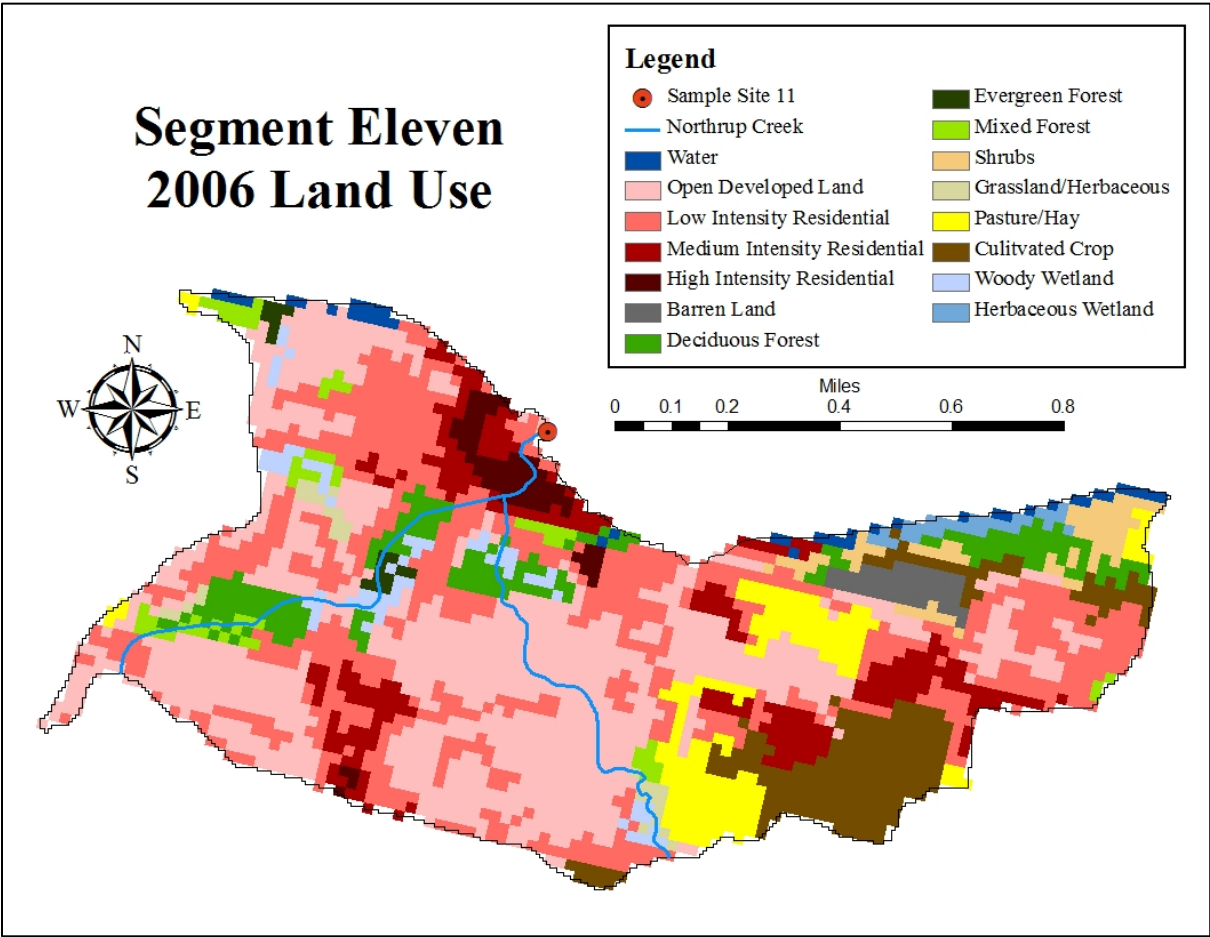 Segment Eleven
2006 Land Use
Legend
Sample Site 11
Northrup Creek
Water
Open Developed Land
Low Intensity Residential
Medium Intensity Residential
High Intensity Residential
Barren Land
Deciduous Forest
Evergreen Forest
Mixed Forest
Shrubs
Grassland/Herbaceous
Pasture/Hay
Culitvated Crop
Woody Wetland
Herbaceous Wetland
Miles
0 0.1 0.2 0.4 0.6 0.8
N
W E
S